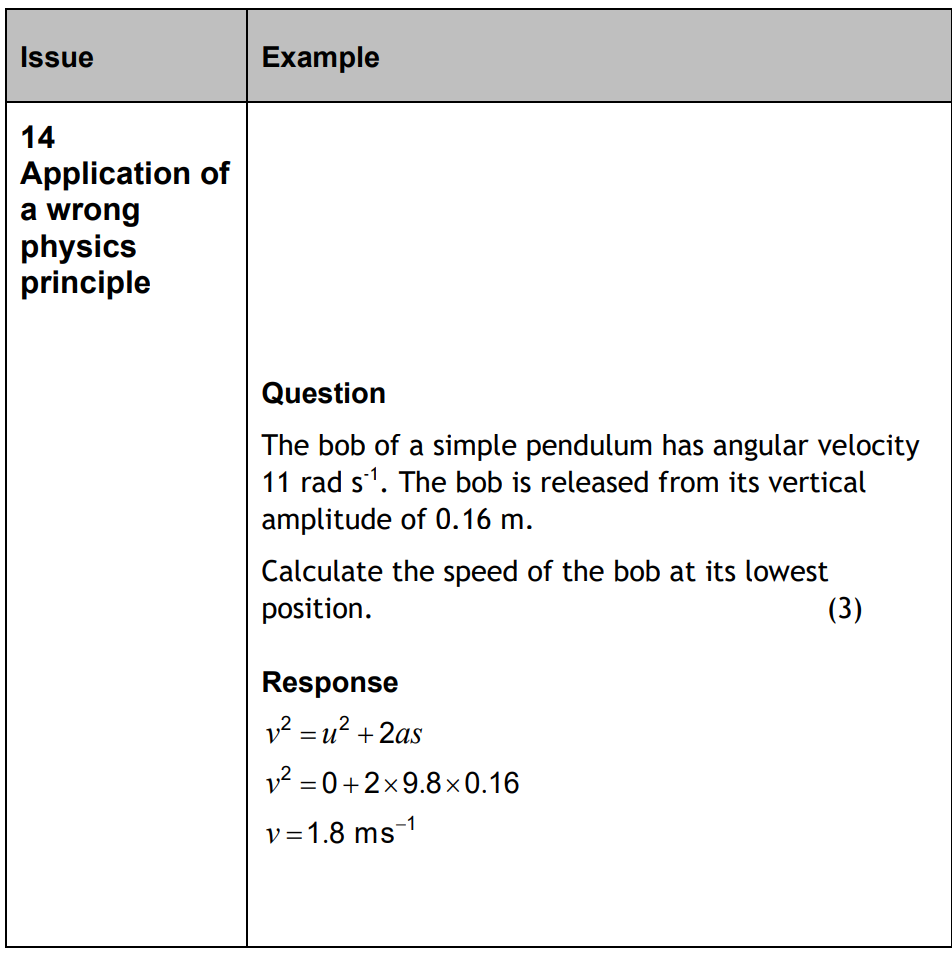 Issue
Example
14
Application of
a wrong
physics
principle
Question
The bob of a simple pendulum has angular velocity
11 rad s⁻¹. The bob is released from its vertical
amplitude of 0.16 m.
Calculate the speed of the bob at its lowest
position. (3)
Response
v² = u² + 2as
v² = 0 + 2 × 9.8 × 0.16
v = 1.8 ms⁻¹